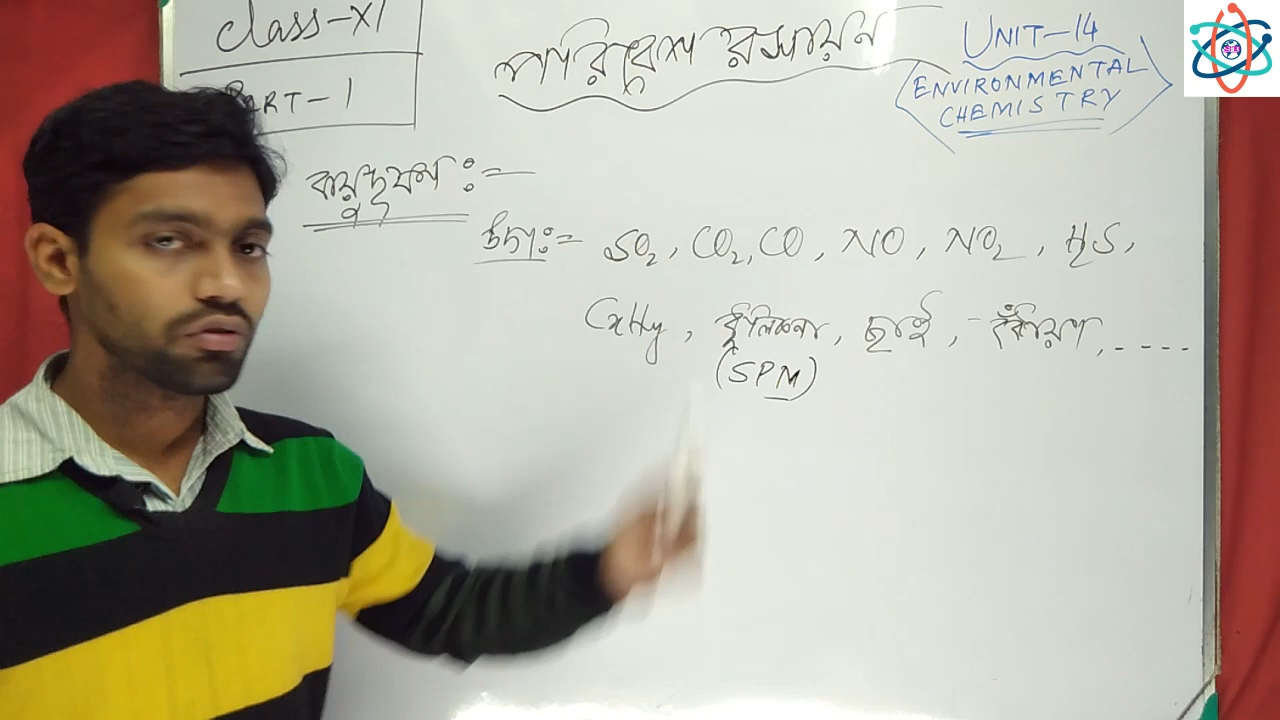 Class-XI
PART-1
পরিবেশ রসায়ন
UNIT-14
ENVIRONMENTAL
CHEMISTRY
বায়ুদূষণ :-
উদাঃ- SO₂, CO₂, CO, NO, NO₂, H₂S,
CxHy, ধূলিকণা, ছাই, ----
(SPM)